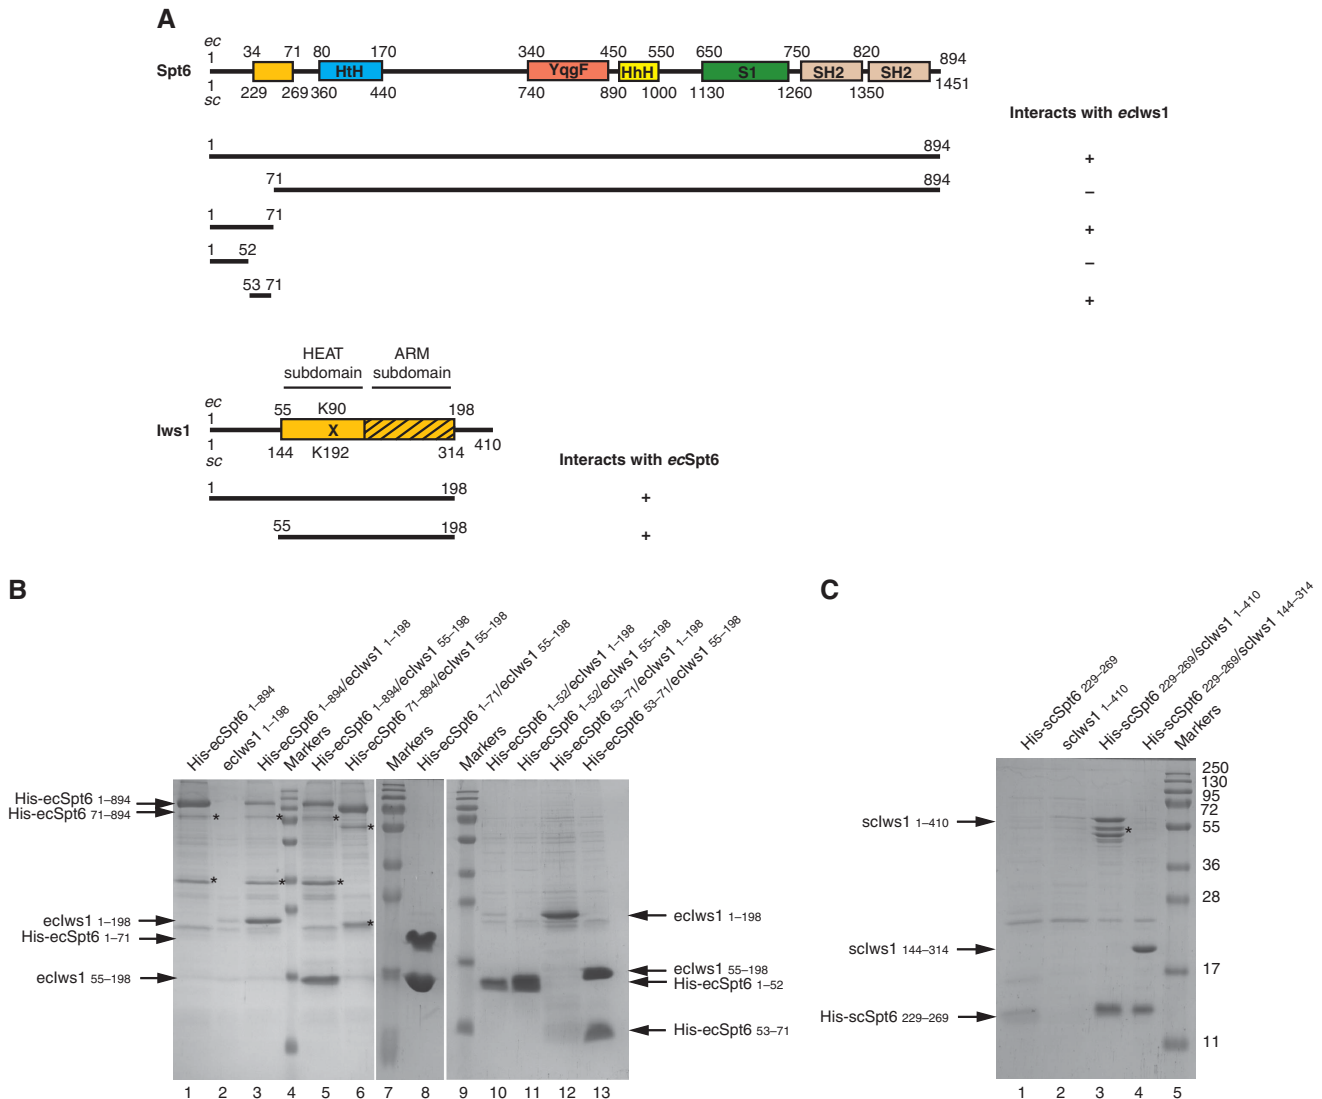 A
ec
1
34 71 80 170 340 450 550 650 750 820 894
Spt6
HtH YqgF HhH S1 SH2 SH2
1
sc
229 269 360 440 740 890 1000 1130 1260 1350 1451
Interacts with ecIws1
1 894
+
71 894
–
1 71
+
1 52
–
53 71
+
HEAT subdomain
ARM subdomain
ec
1
55 K90 198
Iws1
X
1
sc
144 K192 314 410
Interacts with ecSpt6
1 198
+
55 198
+
B
His-ecSpt6 1–894
ecIws1 1–198
His-ecSpt6 1–894/ecIws1 1–198
Markers
His-ecSpt6 1–894/ecIws1 55–198
His-ecSpt6 71–894/ecIws1 55–198
Markers
His-ecSpt6 1–71/ecIws1 55–198
Markers
His-ecSpt6 1–52/ecIws1 1–198
His-ecSpt6 1–52/ecIws1 55–198
His-ecSpt6 53–71/ecIws1 1–198
His-ecSpt6 53–71/ecIws1 55–198
His-ecSpt6 1–894
His-ecSpt6 71–894
ecIws1 1–198
His-ecSpt6 1–71
ecIws1 55–198
* * * * * * * *
ecIws1 1–198
ecIws1 55–198
His-ecSpt6 1–52
His-ecSpt6 53–71
1 2 3 4 5 6 7 8 9 10 11 12 13
C
His-scSpt6 229–269
scIws1 1–410
His-scSpt6 229–269/scIws1 1–410
His-scSpt6 229–269/scIws1 144–314
Markers
scIws1 1–410
scIws1 144–314
His-scSpt6 229–269
*
250
130
95
72
55
36
28
17
11
1 2 3 4 5